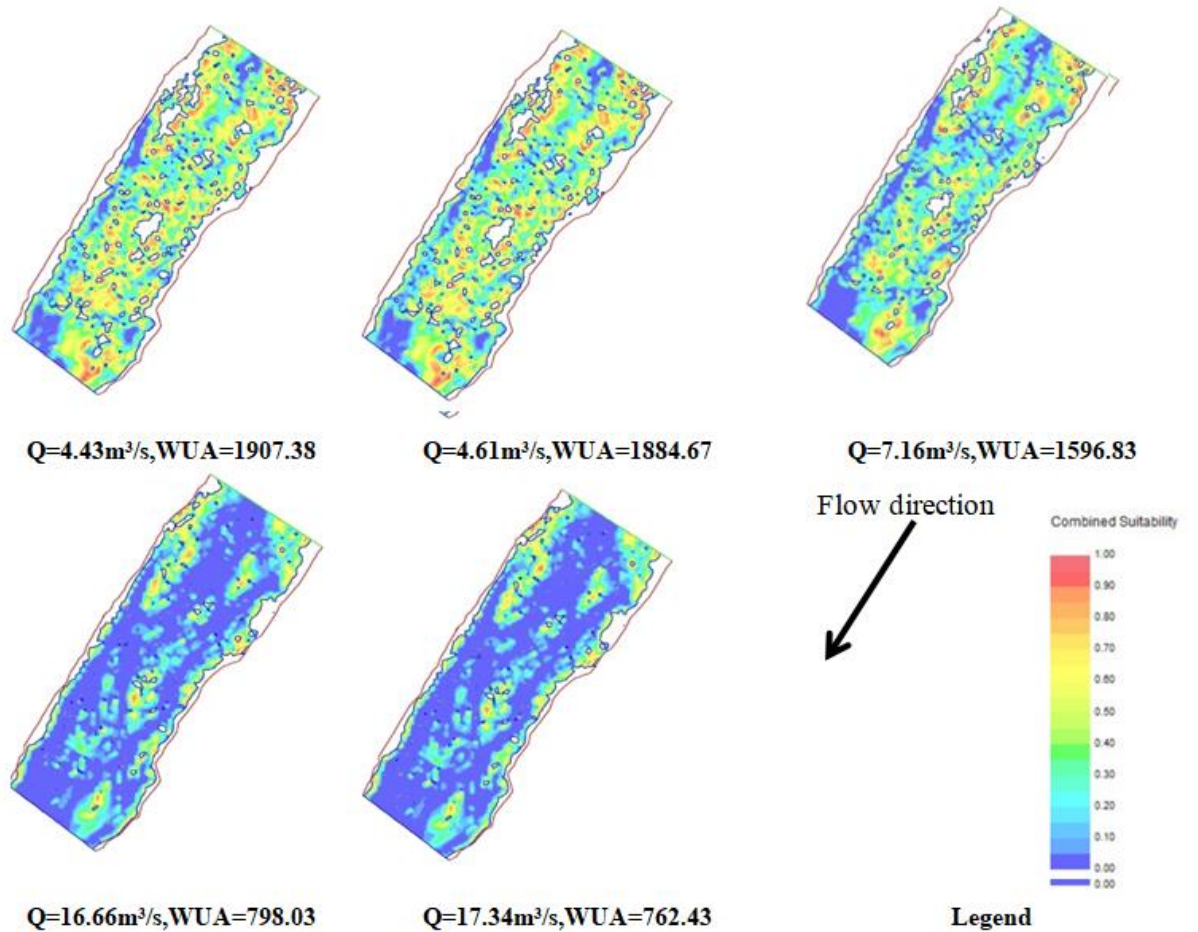 Q=4.43m³/s,WUA=1907.38
Q=4.61m³/s,WUA=1884.67
Q=7.16m³/s,WUA=1596.83
Flow direction
Combined Suitability
1.00
0.90
0.80
0.70
0.60
0.50
0.40
0.30
0.20
0.10
0.00
0.00
Q=16.66m³/s,WUA=798.03
Q=17.34m³/s,WUA=762.43
Legend